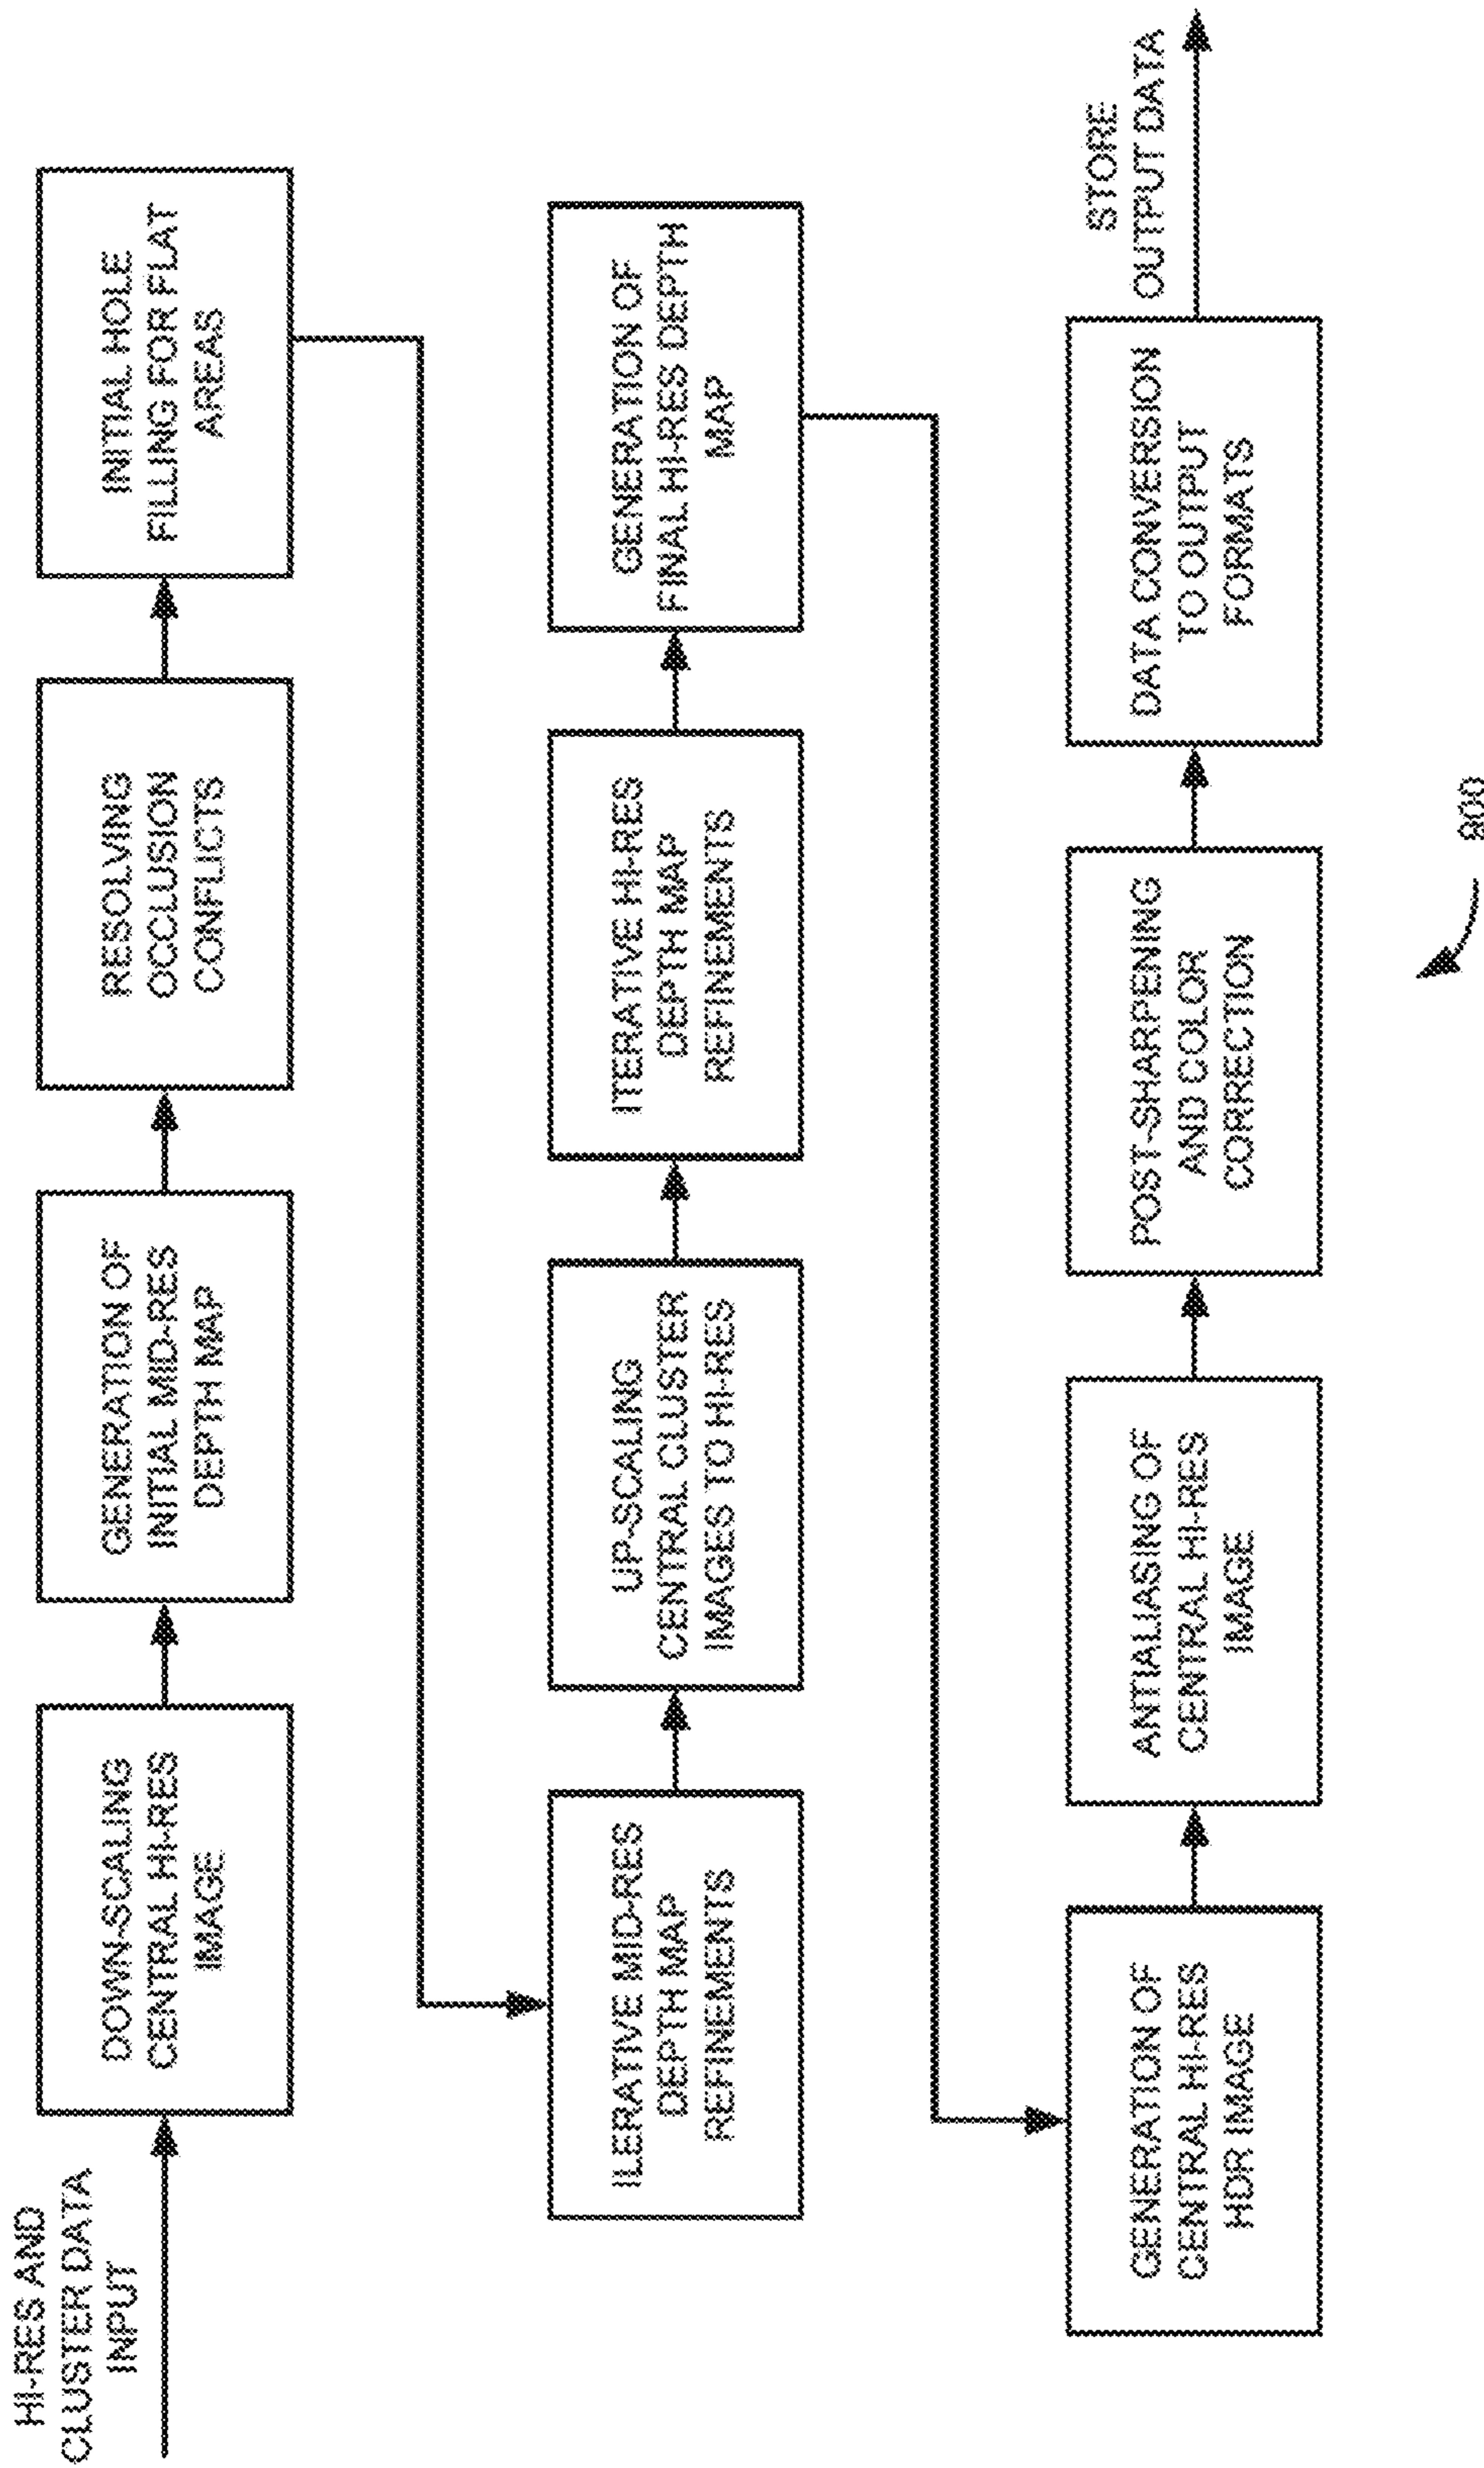 HI-RES AND
CLUSTER DATA
INPUT
DOWN-SCALING
CENTRAL HI-RES
IMAGE
GENERATION OF
INITIAL MID-RES
DEPTH MAP
RESOLVING
OCCLUSION
CONFLICTS
INITIAL HOLE
FILLING FOR FLAT
AREAS
ILERATIVE MID-RES
DEPTH MAP
REFINEMENTS
UP-SCALING
CENTRAL CLUSTER
IMAGES TO HI-RES
ITERATIVE HI-RES
DEPTH MAP
REFINEMENTS
GENERATION OF
FINAL HI-RES DEPTH
MAP
GENERATION OF
CENTRAL HI-RES
HDR IMAGE
ANTIALIASING OF
CENTRAL HI-RES
IMAGE
POST-SHARPENING
AND COLOR
CORRECTION
DATA CONVERSION
TO OUTPUT
FORMATS
STORE
OUTPUT DATA
800